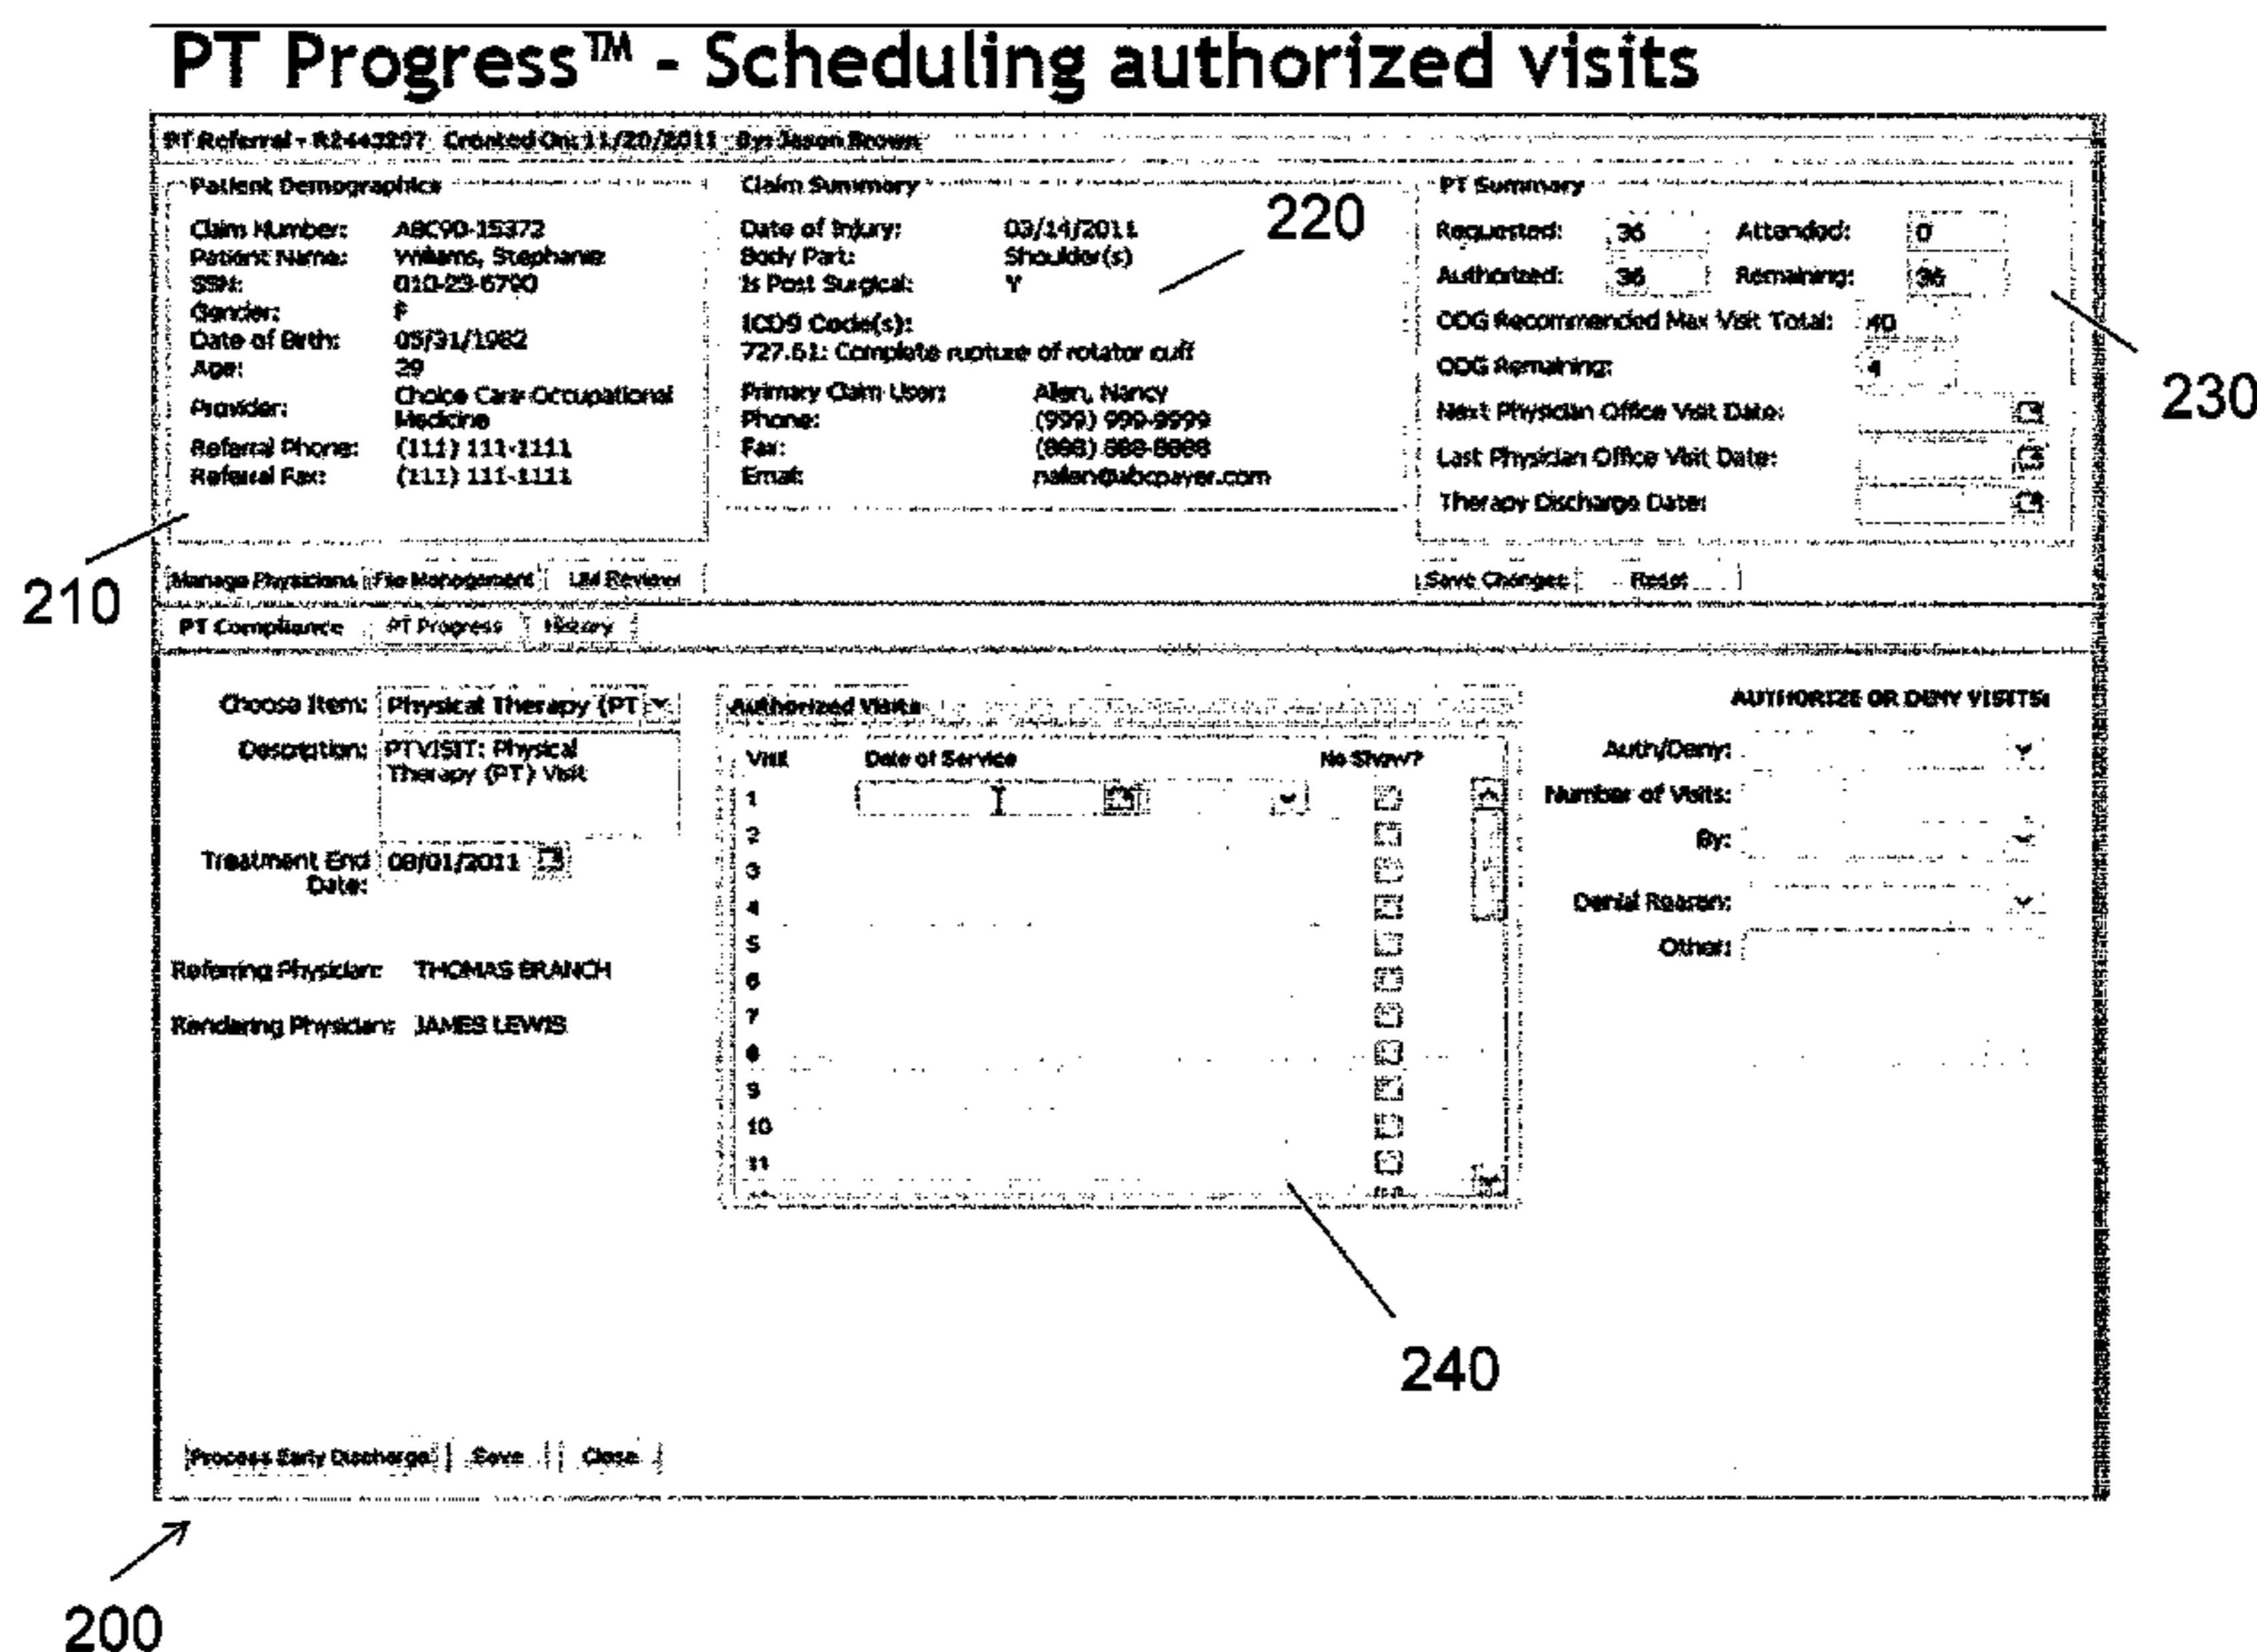 PT Progress™ - Scheduling authorized visits
PT Referral - R2443297 Created On: 11/20/2011 By: Jason Brown
Patient Demographics
Claim Number: ABC90-15372
Patient Name: Williams, Stephanie
SSN: 010-23-6790
Gender: F
Date of Birth: 05/31/1982
Age: 29
Provider: Choice Care Occupational
Medicine
Referral Phone: (111) 111-1111
Referral Fax: (111) 111-1111
210
Claim Summary
Date of Injury: 03/14/2011
Body Part: Shoulder(s)
Is Post Surgical: Y
ICD9 Code(s):
727.61: Complete rupture of rotator cuff
Primary Claim User: Allen, Nancy
Phone: (999) 999-9999
Fax: (888) 888-8888
Email: nallen@abcpayer.com
220
PT Summary
Requested: 36 Attended: 0
Authorized: 36 Remaining: 36
ODG Recommended Max Visit Total: 40
ODG Remaining: 4
Next Physician Office Visit Date:
Last Physician Office Visit Date:
Therapy Discharge Date:
230
Manage Physicians File Management UM Review
Save Changes Reset
PT Compliance PT Progress History
Choose Item: Physical Therapy (PT
Description: PTVISIT: Physical
Therapy (PT) Visit
Treatment End
Date: 08/01/2011
Referring Physician: THOMAS BRANCH
Rendering Physician: JAMES LEWIS
Authorized Visits
Visit Date of Service No Show?
1
2
3
4
5
6
7
8
9
10
11
240
AUTHORIZE OR DENY VISITS:
Auth/Deny:
Number of Visits:
By:
Denial Reason:
Other:
Process Early Discharge Save Close
200